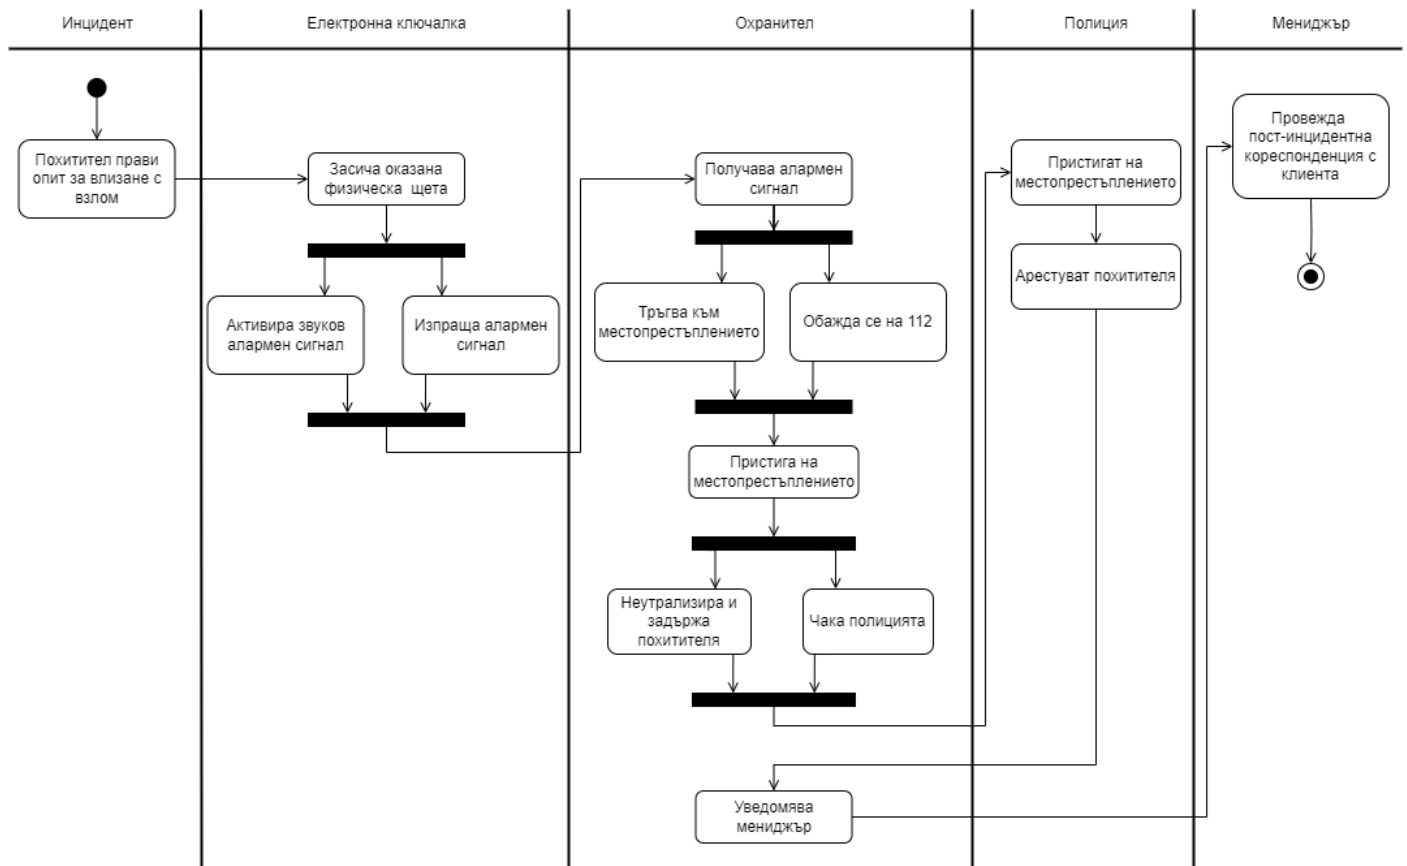 Инцидент
Електронна ключалка
Охранител
Полиция
Мениджър
Похитител прави
опит за влизане с
взлом
Засича оказана
физическа щета
Активира звуков
алармен сигнал
Изпраща алармен
сигнал
Получава алармен
сигнал
Тръгва към
местопрестъплението
Обажда се на 112
Пристига на
местопрестъплението
Неутрализира и
задържа
похитителя
Чака полицията
Уведомява
мениджър
Пристигат на
местопрестъплението
Арестуват похитителя
Провежда
пост-инцидентна
кореспонденция с
клиента